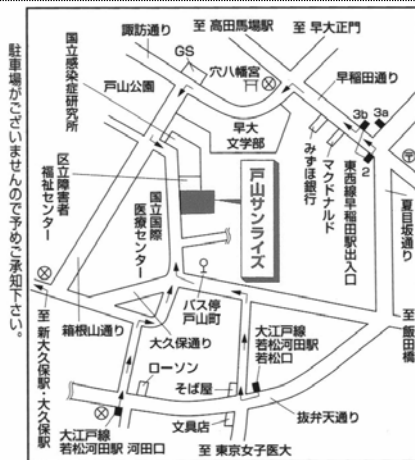 諏訪通り
至 高田馬場駅
至 早大正門
GS
穴八幡宮
早稲田通り
戸山公園
国立感染症研究所
早大
文学部
3b
3a
2
みずほ銀行
マクドナルド
東西線早稲田駅出入口
夏目坂通り
駐車場がございませんので予めご承知下さい。
区立障害者
福祉センター
国立国際
医療センター
戸山サンライズ
バス停
戸山町
至 飯田橋
至 新大久保駅・大久保駅
箱根山通り
大久保通り
大江戸線
若松河田駅
若松口
ローソン
そば屋
文具店
抜弁天通り
大江戸線
若松河田駅 河田口
至 東京女子医大